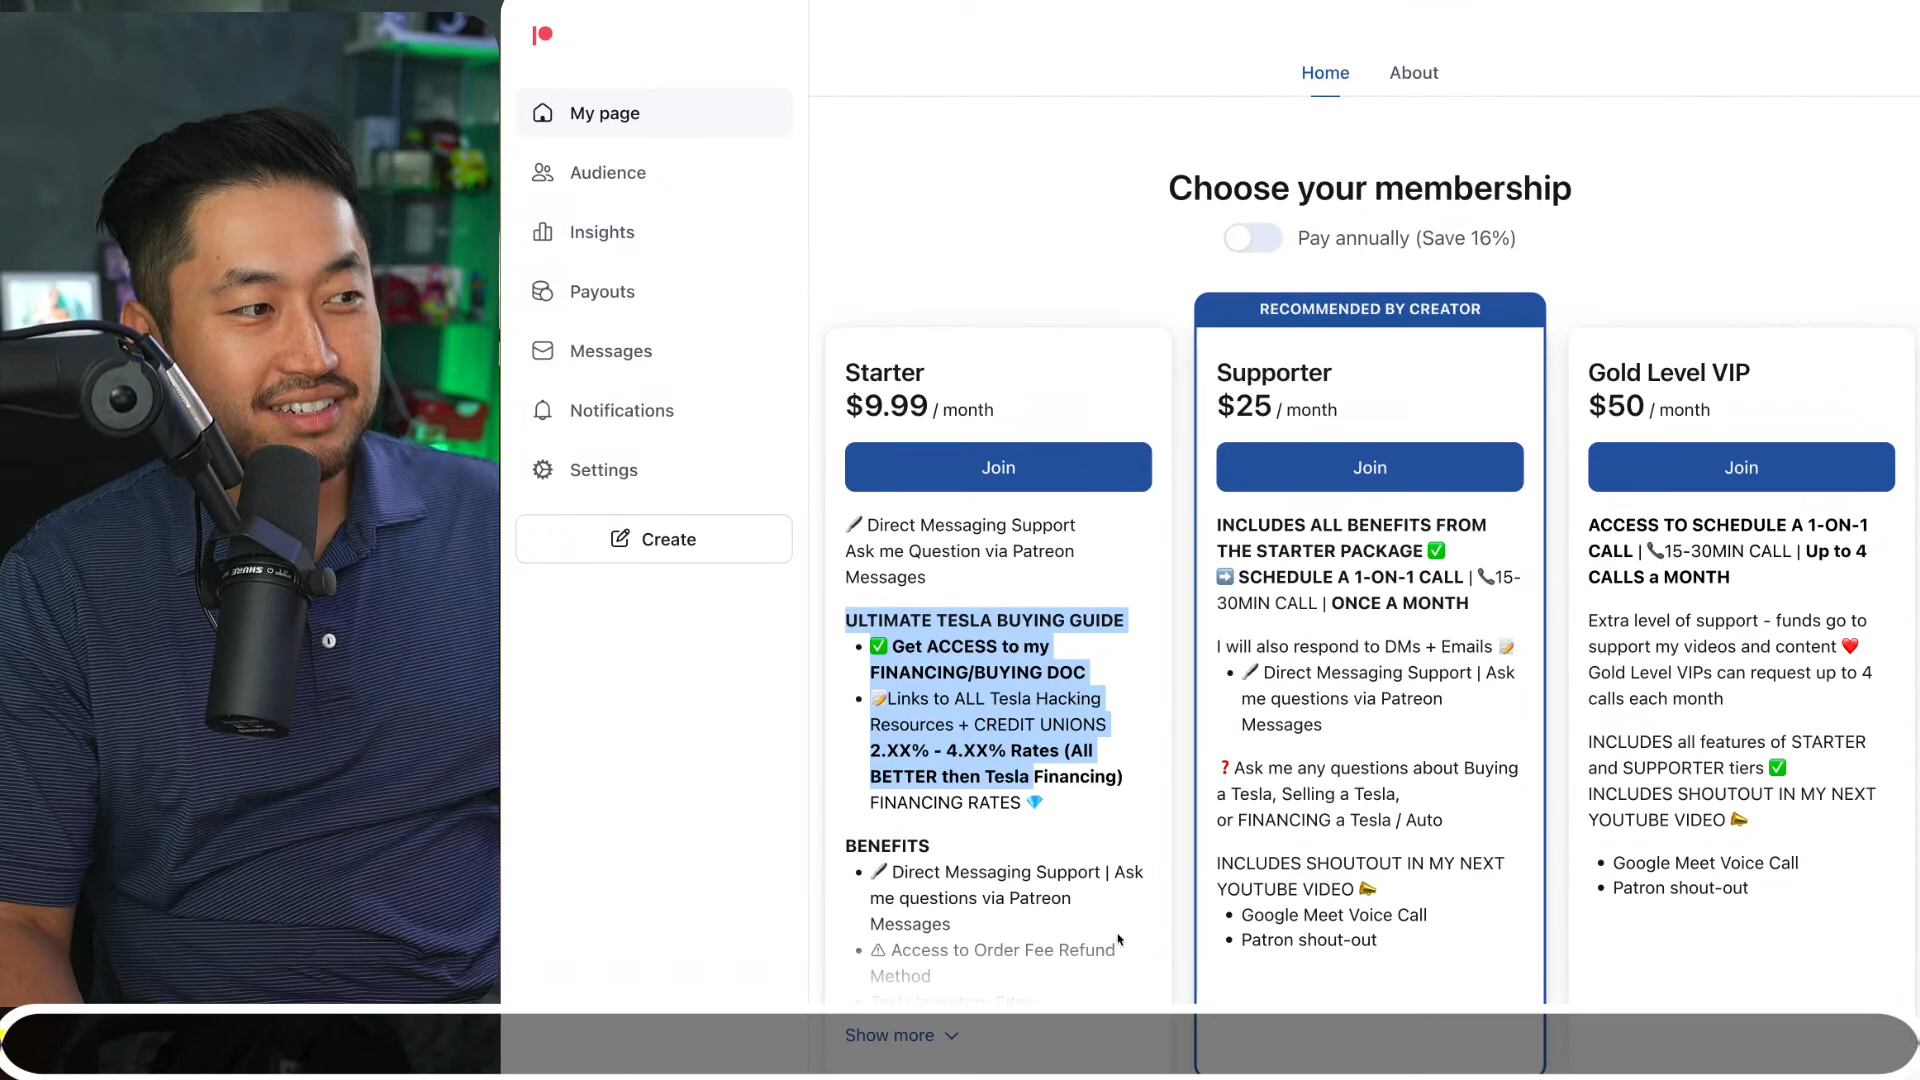 My page
Audience
Insights
Payouts
Messages
Notifications
Settings
Create
Home
About
Choose your membership
Pay annually (Save 16%)
Starter
$9.99 / month
Join
🖊️ Direct Messaging Support
Ask me Question via Patreon
Messages
ULTIMATE TESLA BUYING GUIDE
• ✅ Get ACCESS to my
FINANCING/BUYING DOC
• 📝Links to ALL Tesla Hacking
Resources + CREDIT UNIONS
2.XX% - 4.XX% Rates (All
BETTER then Tesla Financing)
FINANCING RATES 💎
BENEFITS
• 🖊️ Direct Messaging Support | Ask
me questions via Patreon
Messages
• ⚠ Access to Order Fee Refund
Method
Tesla Inventory Sites
Show more
RECOMMENDED BY CREATOR
Supporter
$25 / month
Join
INCLUDES ALL BENEFITS FROM
THE STARTER PACKAGE ✅
➡️ SCHEDULE A 1-ON-1 CALL | 📞15-
30MIN CALL | ONCE A MONTH
I will also respond to DMs + Emails 📝
• 🖊️ Direct Messaging Support | Ask
me questions via Patreon
Messages
❓Ask me any questions about Buying
a Tesla, Selling a Tesla,
or FINANCING a Tesla / Auto
INCLUDES SHOUTOUT IN MY NEXT
YOUTUBE VIDEO 📣
• Google Meet Voice Call
• Patron shout-out
Gold Level VIP
$50 / month
Join
ACCESS TO SCHEDULE A 1-ON-1
CALL | 📞15-30MIN CALL | Up to 4
CALLS a MONTH
Extra level of support - funds go to
support my videos and content ❤️
Gold Level VIPs can request up to 4
calls each month
INCLUDES all features of STARTER
and SUPPORTER tiers ✅
INCLUDES SHOUTOUT IN MY NEXT
YOUTUBE VIDEO 📣
• Google Meet Voice Call
• Patron shout-out
SHURE